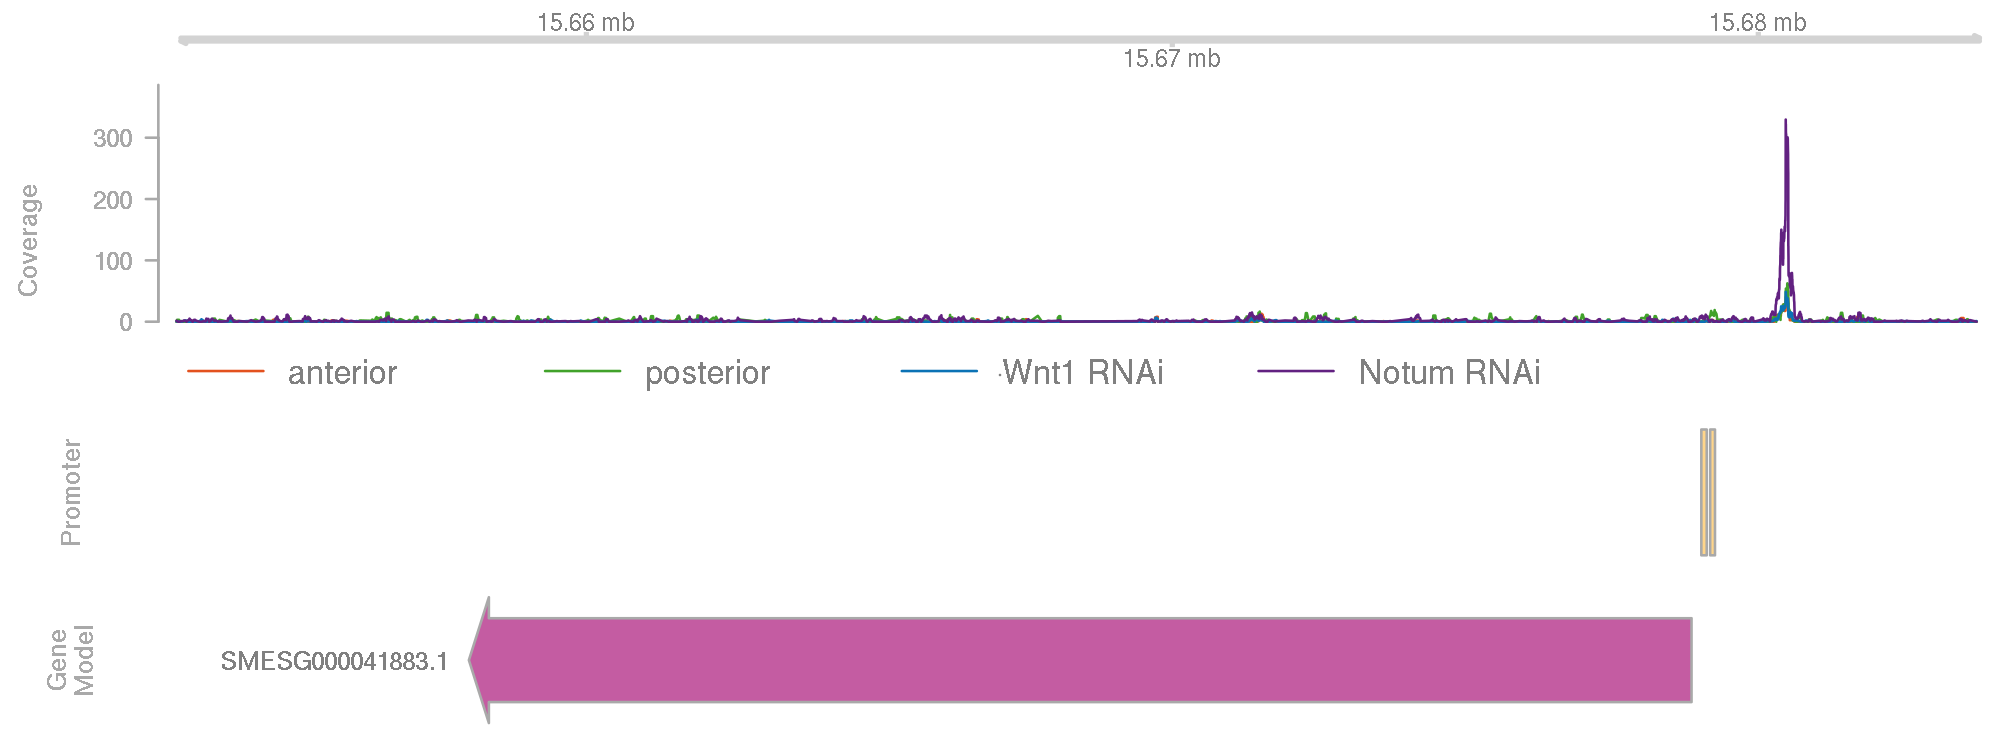 15.66 mb
15.68 mb
15.67 mb
Coverage
300
200
100
0
anterior posterior Wnt1 RNAi Notum RNAi
Promoter
Gene
Model
SMESG000041883.1